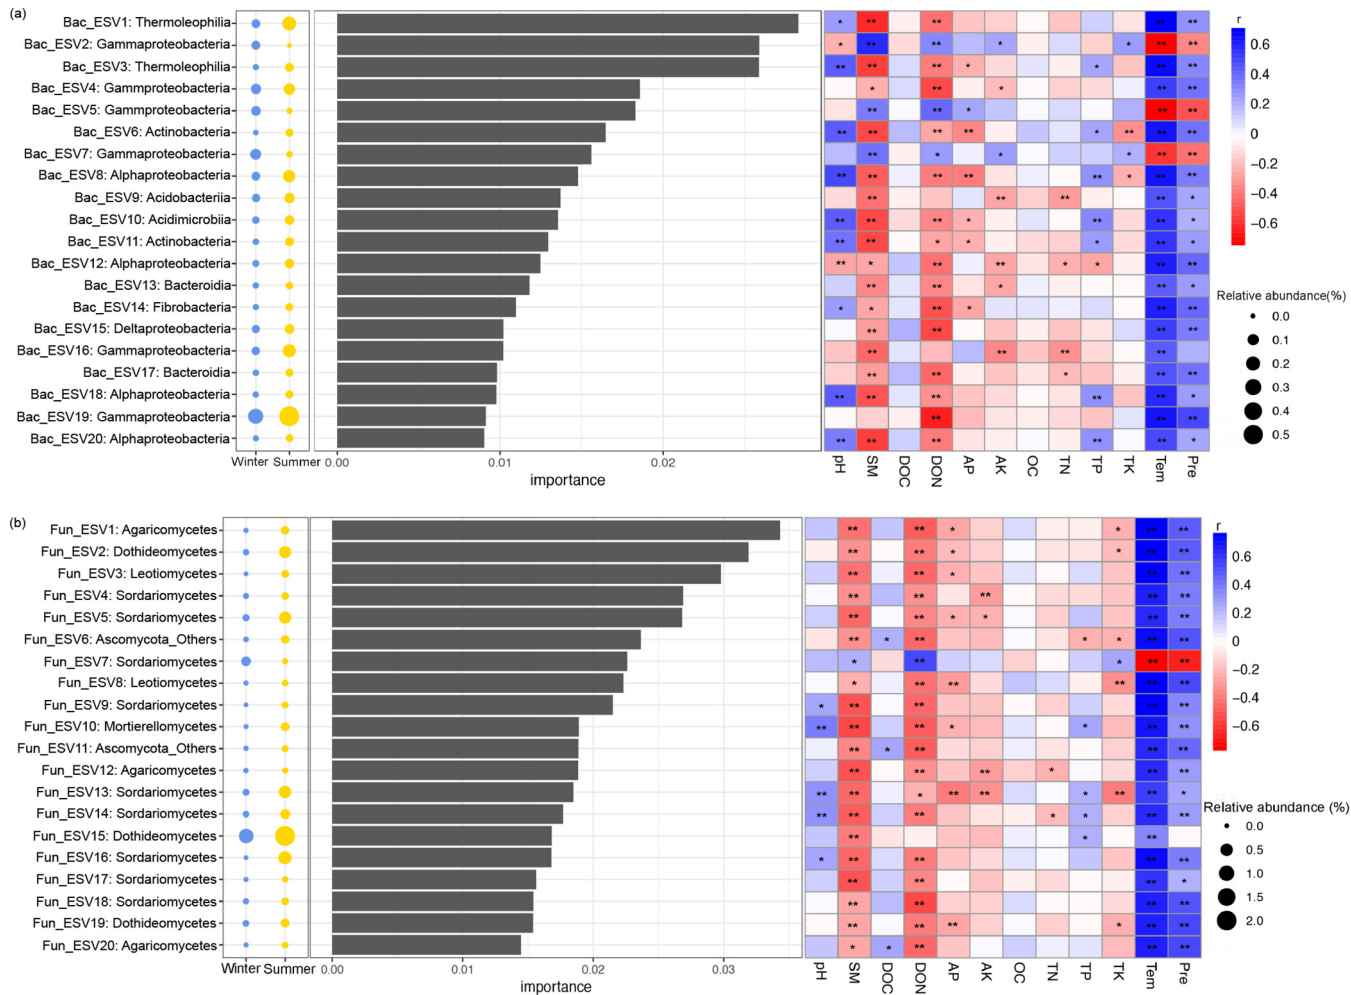 (a)
Bac_ESV1: Thermoleophilia
Bac_ESV2: Gammaproteobacteria
Bac_ESV3: Thermoleophilia
Bac_ESV4: Gammproteobacteria
Bac_ESV5: Gammproteobacteria
Bac_ESV6: Actinobacteria
Bac_ESV7: Gammaproteobacteria
Bac_ESV8: Alphaproteobacteria
Bac_ESV9: Acidobacteriia
Bac_ESV10: Acidimicrobiia
Bac_ESV11: Actinobacteria
Bac_ESV12: Alphaproteobacteria
Bac_ESV13: Bacteroidia
Bac_ESV14: Fibrobacteria
Bac_ESV15: Deltaproteobacteria
Bac_ESV16: Gammaproteobacteria
Bac_ESV17: Bacteroidia
Bac_ESV18: Alphaproteobacteria
Bac_ESV19: Gammaproteobacteria
Bac_ESV20: Alphaproteobacteria
Winter Summer 0.00 0.01 0.02
importance
pH SM DOC DON AP AK OC TN TP TK Tem Pre
r
0.6
0.4
0.2
0
−0.2
−0.4
−0.6
Relative abundance(%)
0.0
0.1
0.2
0.3
0.4
0.5
(b)
Fun_ESV1: Agaricomycetes
Fun_ESV2: Dothideomycetes
Fun_ESV3: Leotiomycetes
Fun_ESV4: Sordariomycetes
Fun_ESV5: Sordariomycetes
Fun_ESV6: Ascomycota_Others
Fun_ESV7: Sordariomycetes
Fun_ESV8: Leotiomycetes
Fun_ESV9: Sordariomycetes
Fun_ESV10: Mortierellomycetes
Fun_ESV11: Ascomycota_Others
Fun_ESV12: Agaricomycetes
Fun_ESV13: Sordariomycetes
Fun_ESV14: Sordariomycetes
Fun_ESV15: Dothideomycetes
Fun_ESV16: Sordariomycetes
Fun_ESV17: Sordariomycetes
Fun_ESV18: Sordariomycetes
Fun_ESV19: Dothideomycetes
Fun_ESV20: Agaricomycetes
Winter Summer 0.00 0.01 0.02 0.03
importance
pH SM DOC DON AP AK OC TN TP TK Tem Pre
r
0.6
0.4
0.2
0
−0.2
−0.4
−0.6
Relative abundance (%)
0.0
0.5
1.0
1.5
2.0